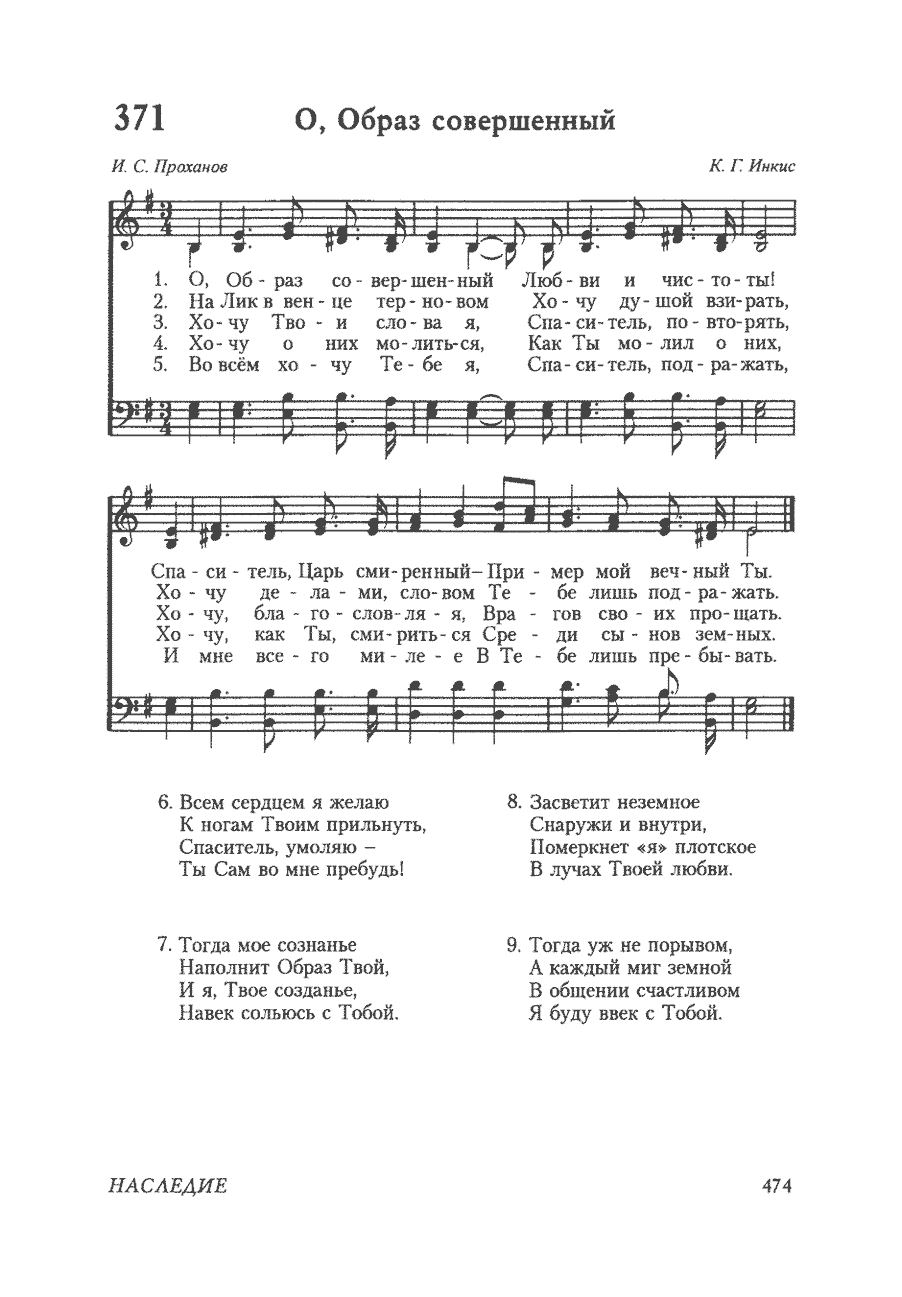 371 О, Образ совершенный
И. С. Проханов К. Г. Инкис
1. О, Об - раз со - вер - шен - ный Люб - ви и чис - то - ты!
2. На Лик в вен - це тер - но - вом Хо - чу ду - шой взи - рать,
3. Хо - чу Тво - и сло - ва я, Спа - си - тель, по - вто - рять,
4. Хо - чу о них мо - лить - ся, Как Ты мо - лил о них,
5. Во всём хо - чу Те - бе я, Спа - си - тель, под - ра - жать,
Спа - си - тель, Царь сми - ренный – При - мер мой веч - ный Ты.
Хо - чу де - ла - ми, сло - вом Те - бе лишь под - ра - жать.
Хо - чу, бла - го - слов - ля - я, Вра - гов сво - их про - щать.
Хо - чу, как Ты, сми - рить - ся Сре - ди сы - нов зем - ных.
И мне все - го ми - ле - е В Те - бе лишь пре - бы - вать.
6. Всем сердцем я желаю
К ногам Твоим прильнуть,
Спаситель, умоляю –
Ты Сам во мне пребудь!
7. Тогда мое сознанье
Наполнит Образ Твой,
И я, Твое созданье,
Навек сольюсь с Тобой.
8. Засветит неземное
Снаружи и внутри,
Померкнет «я» плотское
В лучах Твоей любви.
9. Тогда уж не порывом,
А каждый миг земной
В общении счастливом
Я буду ввек с Тобой.
НАСЛЕДИЕ 474